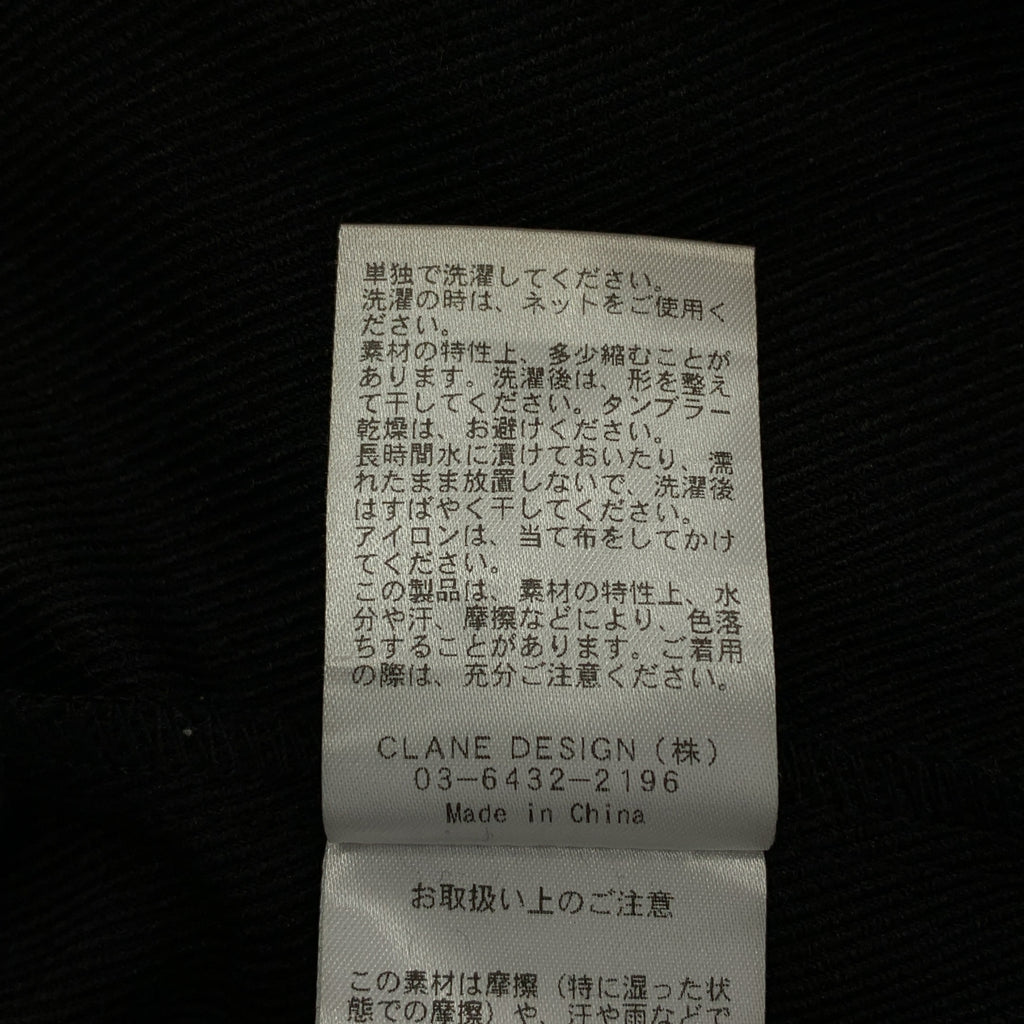 単独で洗濯してください。
洗濯の時は、ネットをご使用く
ださい。
素材の特性上、多少縮むことが
あります。洗濯後は、形を整え
て干してください。タンブラー
乾燥は、お避けください。
長時間水に漬けておいたり、濡
れたまま放置しないで、洗濯後
はすばやく干してください。
アイロンは、当て布をしてかけ
てください。
この製品は、素材の特性上、水
分や汗、摩擦などにより、色落
ちすることがあります。ご着用
の際は、充分ご注意ください。
CLANE DESIGN（株）
03-6432-2196
Made in China
お取扱い上のご注意
この素材は摩擦（特に湿った状
態での摩擦）や、汗や雨などで